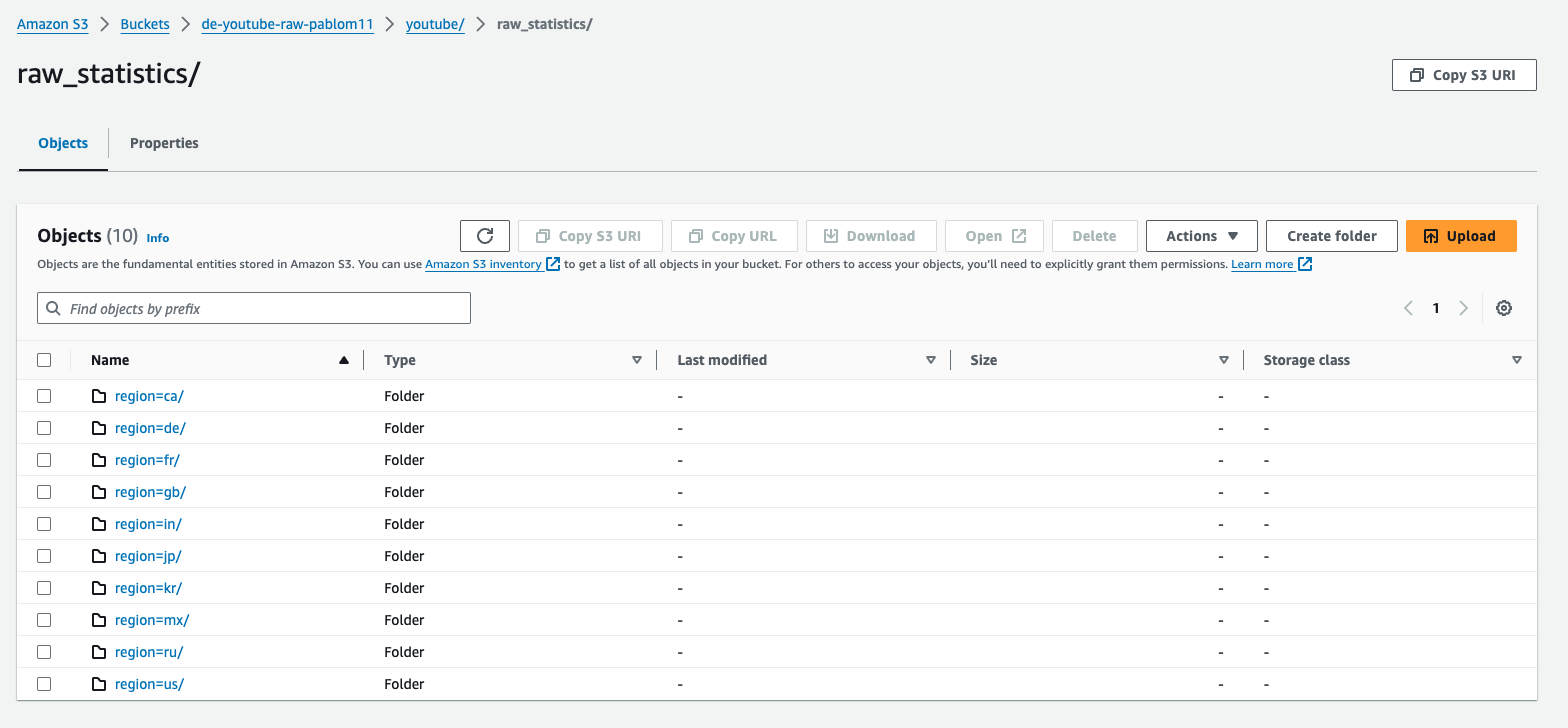 Amazon S3 > Buckets > de-youtube-raw-pablom11 > youtube/ > raw_statistics/
raw_statistics/
Copy S3 URI
Objects Properties
Objects (10) Info
Copy S3 URI Copy URL Download Open Delete Actions Create folder Upload
Objects are the fundamental entities stored in Amazon S3. You can use Amazon S3 inventory to get a list of all objects in your bucket. For others to access your objects, you'll need to explicitly grant them permissions. Learn more
Find objects by prefix
1
Name Type Last modified Size Storage class
region=ca/ Folder - - -
region=de/ Folder - - -
region=fr/ Folder - - -
region=gb/ Folder - - -
region=in/ Folder - - -
region=jp/ Folder - - -
region=kr/ Folder - - -
region=mx/ Folder - - -
region=ru/ Folder - - -
region=us/ Folder - - -